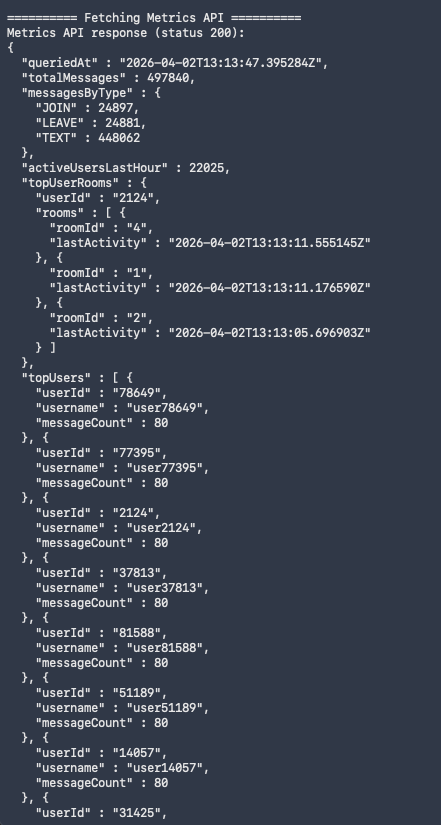 ========== Fetching Metrics API ==========
Metrics API response (status 200):
{
  "queriedAt" : "2026-04-02T13:13:47.395284Z",
  "totalMessages" : 497840,
  "messagesByType" : {
    "JOIN" : 24897,
    "LEAVE" : 24881,
    "TEXT" : 448062
  },
  "activeUsersLastHour" : 22025,
  "topUserRooms" : {
    "userId" : "2124",
    "rooms" : [ {
      "roomId" : "4",
      "lastActivity" : "2026-04-02T13:13:11.555145Z"
    }, {
      "roomId" : "1",
      "lastActivity" : "2026-04-02T13:13:11.176590Z"
    }, {
      "roomId" : "2",
      "lastActivity" : "2026-04-02T13:13:05.696903Z"
    } ]
  },
  "topUsers" : [ {
    "userId" : "78649",
    "username" : "user78649",
    "messageCount" : 80
  }, {
    "userId" : "77395",
    "username" : "user77395",
    "messageCount" : 80
  }, {
    "userId" : "2124",
    "username" : "user2124",
    "messageCount" : 80
  }, {
    "userId" : "37813",
    "username" : "user37813",
    "messageCount" : 80
  }, {
    "userId" : "81588",
    "username" : "user81588",
    "messageCount" : 80
  }, {
    "userId" : "51189",
    "username" : "user51189",
    "messageCount" : 80
  }, {
    "userId" : "14057",
    "username" : "user14057",
    "messageCount" : 80
  }, {
    "userId" : "31425",